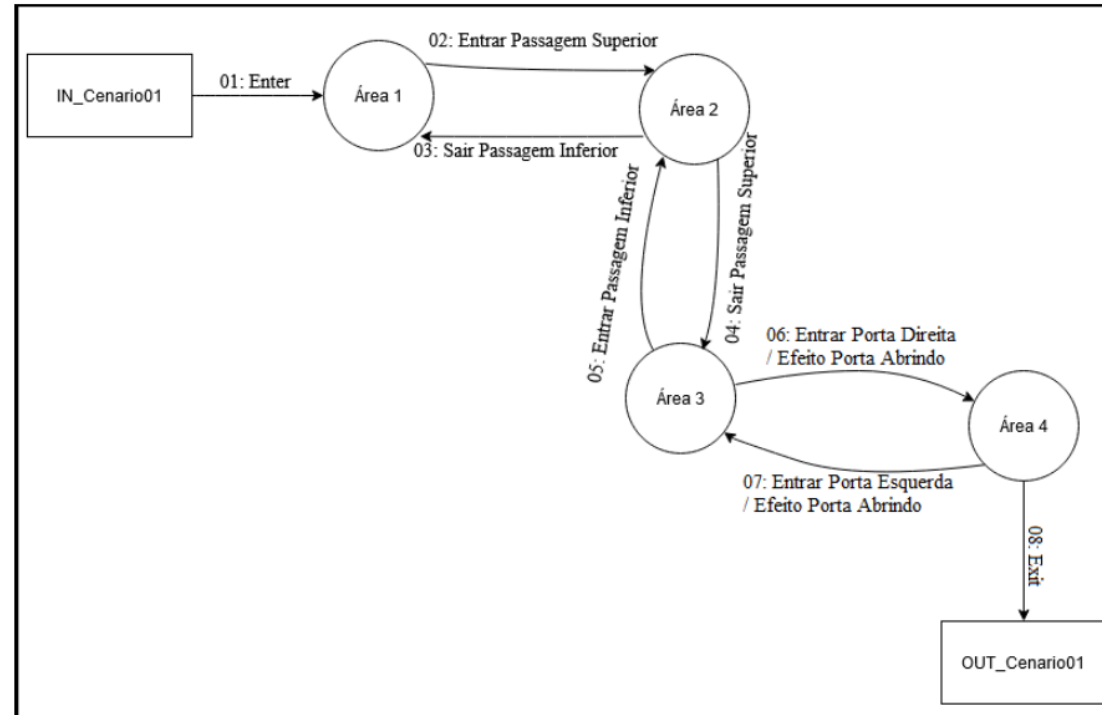 IN_Cenario01
01: Enter
Área 1
02: Entrar Passagem Superior
Área 2
03: Sair Passagem Inferior
05: Entrar Passagem Inferior
04: Sair Passagem Superior
Área 3
06: Entrar Porta Direita
/ Efeito Porta Abrindo
Área 4
07: Entrar Porta Esquerda
/ Efeito Porta Abrindo
08: Exit
OUT_Cenario01